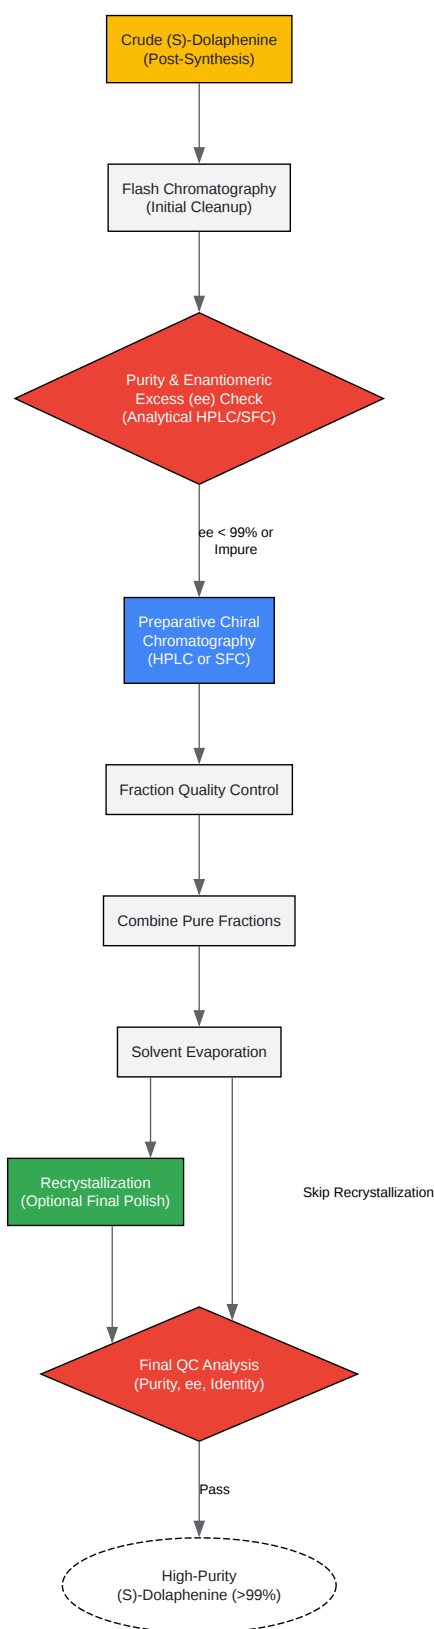 Crude (S)-Dolaphenine
(Post-Synthesis)
Flash Chromatography
(Initial Cleanup)
Purity & Enantiomeric
Excess (ee) Check
(Analytical HPLC/SFC)
ee < 99% or
Impure
Preparative Chiral
Chromatography
(HPLC or SFC)
Fraction Quality Control
Combine Pure Fractions
Solvent Evaporation
Recrystallization
(Optional Final Polish)
Skip Recrystallization
Final QC Analysis
(Purity, ee, Identity)
Pass
High-Purity
(S)-Dolaphenine (>99%)